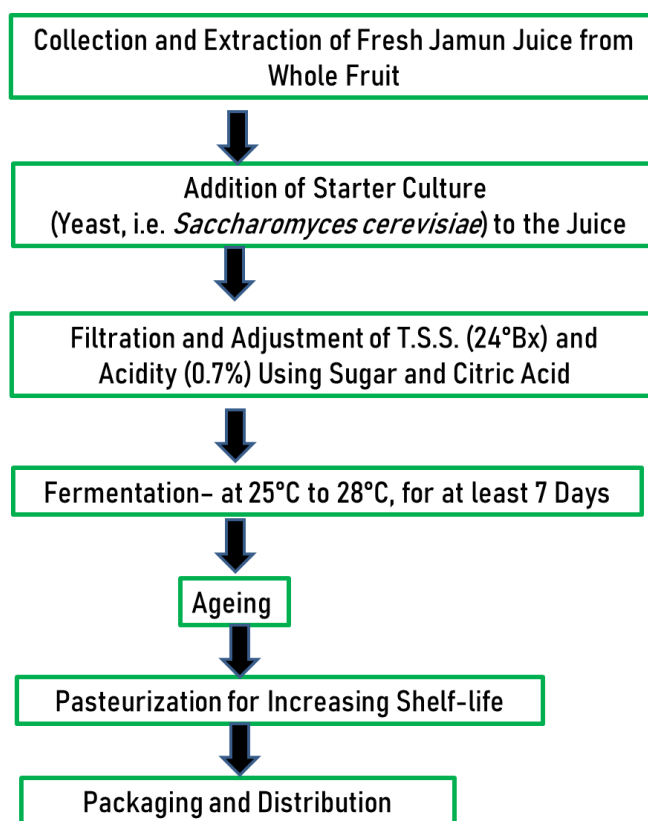 Collection and Extraction of Fresh Jamun Juice from
Whole Fruit
Addition of Starter Culture
(Yeast, i.e. Saccharomyces cerevisiae) to the Juice
Filtration and Adjustment of T.S.S. (24°Bx) and
Acidity (0.7%) Using Sugar and Citric Acid
Fermentation– at 25°C to 28°C, for at least 7 Days
Ageing
Pasteurization for Increasing Shelf-life
Packaging and Distribution